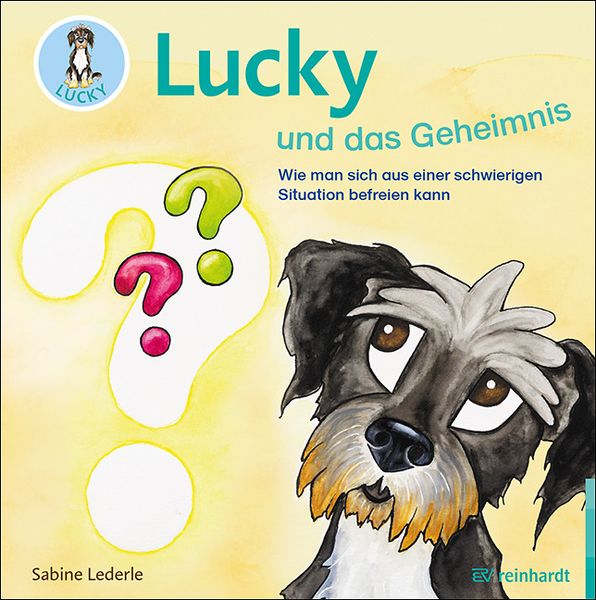 LUCKY
Lucky
und das Geheimnis
Wie man sich aus einer schwierigen
Situation befreien kann
? ? ?
Sabine Lederle
reinhardt